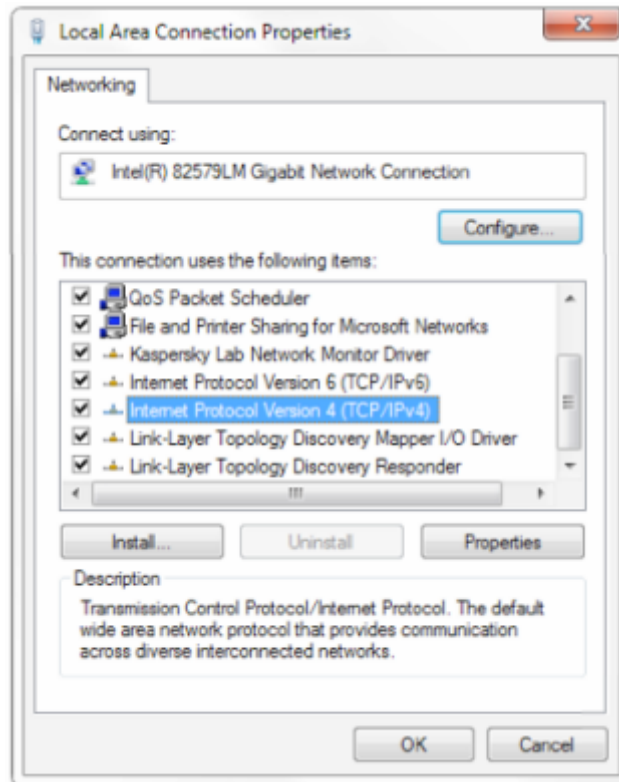 Local Area Connection Properties
Networking
Connect using:
Intel(R) 82579LM Gigabit Network Connection
Configure...
This connection uses the following items:
QoS Packet Scheduler
File and Printer Sharing for Microsoft Networks
Kaspersky Lab Network Monitor Driver
Internet Protocol Version 6 (TCP/IPv6)
Internet Protocol Version 4 (TCP/IPv4)
Link-Layer Topology Discovery Mapper I/O Driver
Link-Layer Topology Discovery Responder
Install...
Uninstall
Properties
Description
Transmission Control Protocol/Internet Protocol. The default
wide area network protocol that provides communication
across diverse interconnected networks.
OK
Cancel